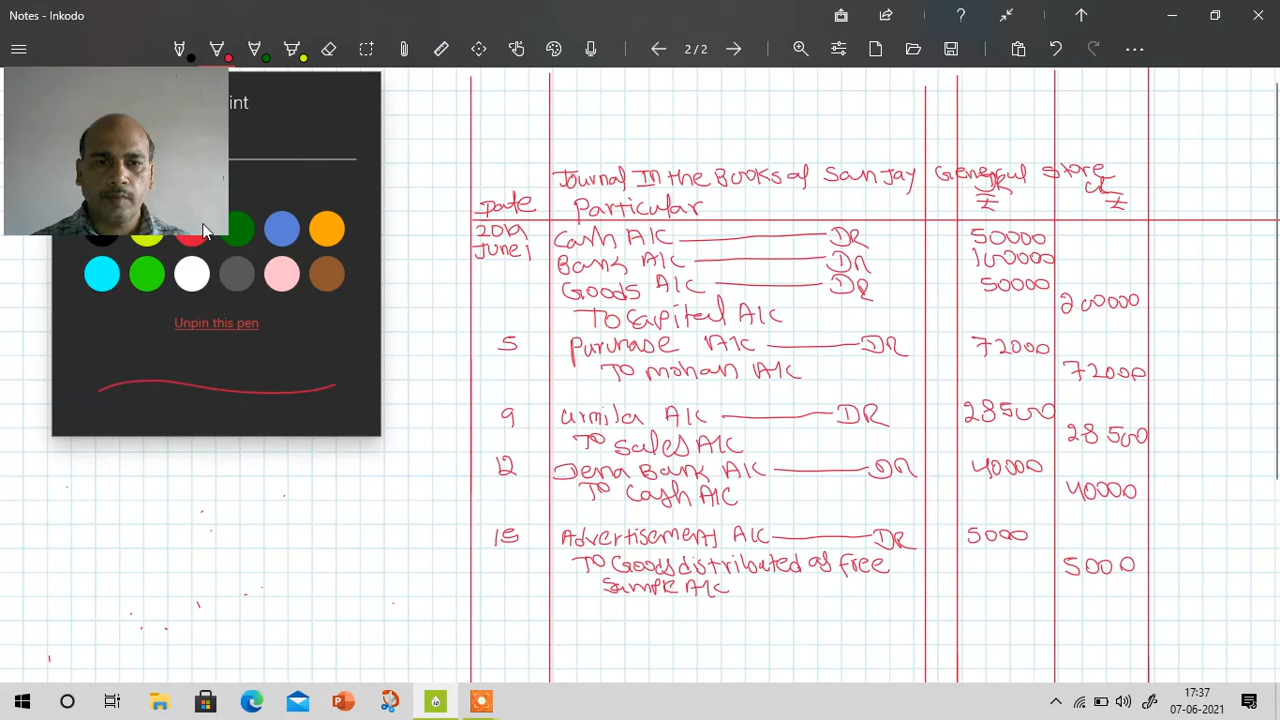 Notes - Inkodo
2/2
int
Unpin this pen
Journal In the Books of Sanjay General Store
Date Particular DR Cr
₹ ₹
2019
June 1 Cash A/C DR 50000
Bank A/C DR 100000
Goods A/C DR 50000
To Capital A/C 200000
5 Purchase A/C DR 72000
To mohan A/C 72000
9 urmila A/C DR 28500
To Sales A/C 28500
12 Dena Bank A/C DR 40000
To Cash A/C 40000
15 Advertisement A/C DR 5000
To Goods distributed as free 5000
Sample A/c
17:37
07-06-2021